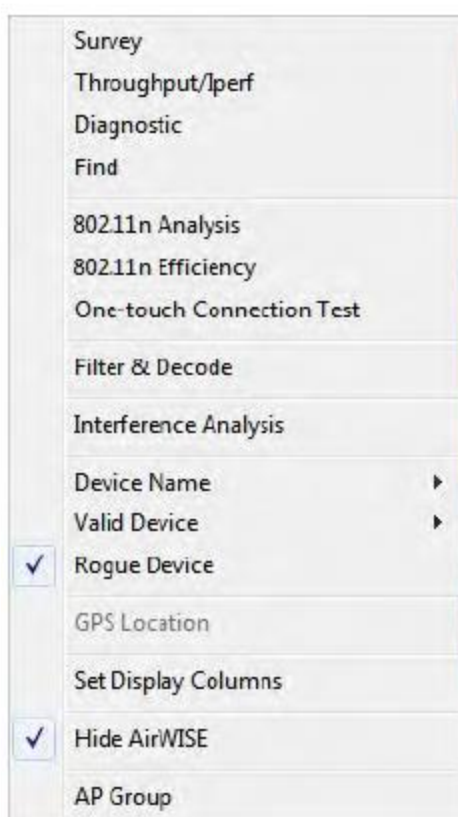 Survey
Throughput/Iperf
Diagnostic
Find
802.11n Analysis
802.11n Efficiency
One-touch Connection Test
Filter & Decode
Interference Analysis
Device Name
Valid Device
Rogue Device
GPS Location
Set Display Columns
Hide AirWISE
AP Group